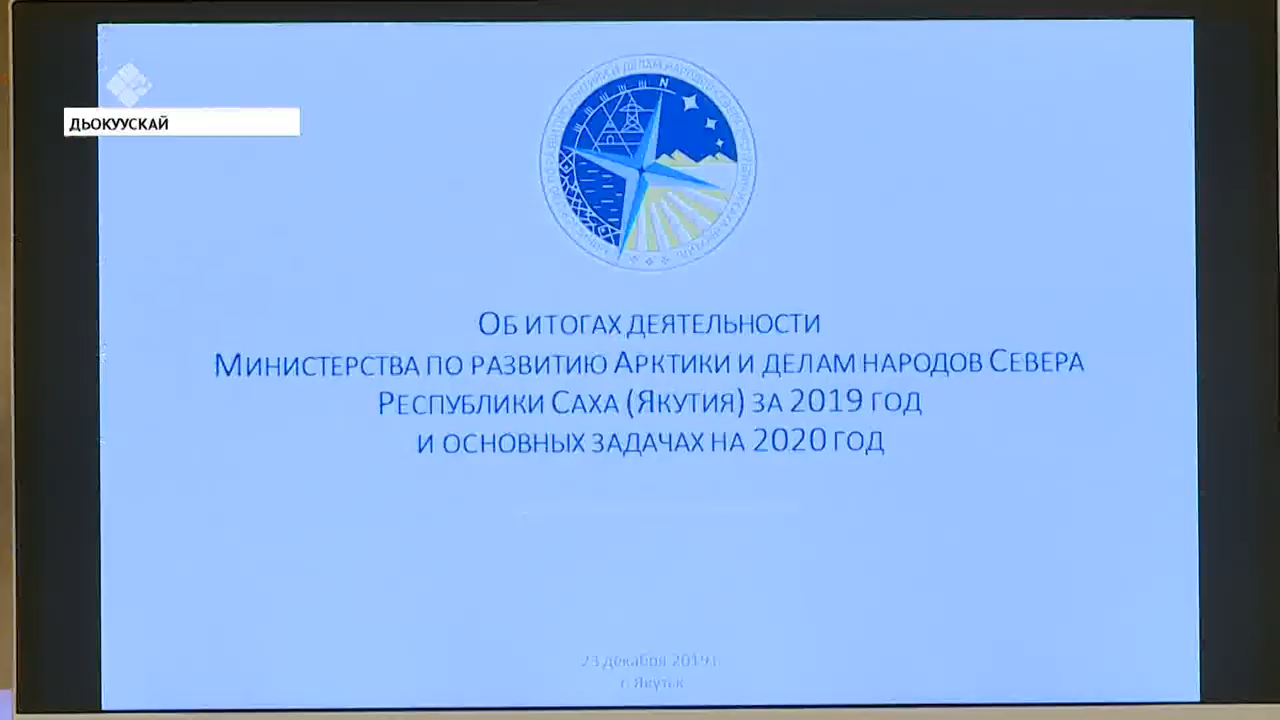 ДЬОКУУСКАЙ
N
ОБ ИТОГАХ ДЕЯТЕЛЬНОСТИ
МИНИСТЕРСТВА ПО РАЗВИТИЮ АРКТИКИ И ДЕЛАМ НАРОДОВ СЕВЕРА
РЕСПУБЛИКИ САХА (ЯКУТИЯ) ЗА 2019 ГОД
И ОСНОВНЫХ ЗАДАЧАХ НА 2020 ГОД
23 декабря 2019 г.
г. Якутск